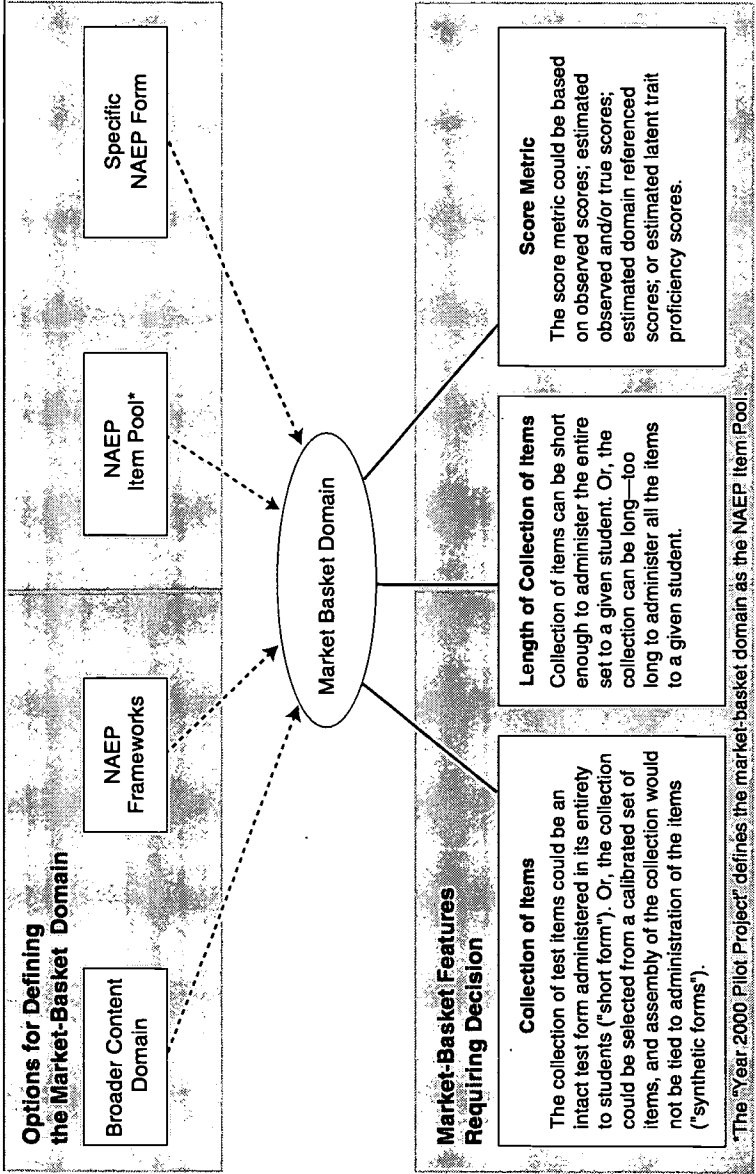 Options for Defining
the Market-Basket Domain
Broader Content
Domain
NAEP
Frameworks
NAEP
Item Pool*
Specific
NAEP Form
Market Basket Domain
Market-Basket Features
Requiring Decision
Collection of Items
The collection of test items could be an
intact test form administered in its entirety
to students ("short form"). Or, the collection
could be selected from a calibrated set of
items, and assembly of the collection would
not be tied to administration of the items
("synthetic forms").
Length of Collection of Items
Collection of items can be short
enough to administer the entire
set to a given student. Or, the
collection can be long—too
long to administer all the items
to a given student.
Score Metric
The score metric could be based
on observed scores; estimated
observed and/or true scores;
estimated domain referenced
scores; or estimated latent trait
proficiency scores.
*The "Year 2000 Pilot Project" defines the market-basket domain as the NAEP Item Pool.